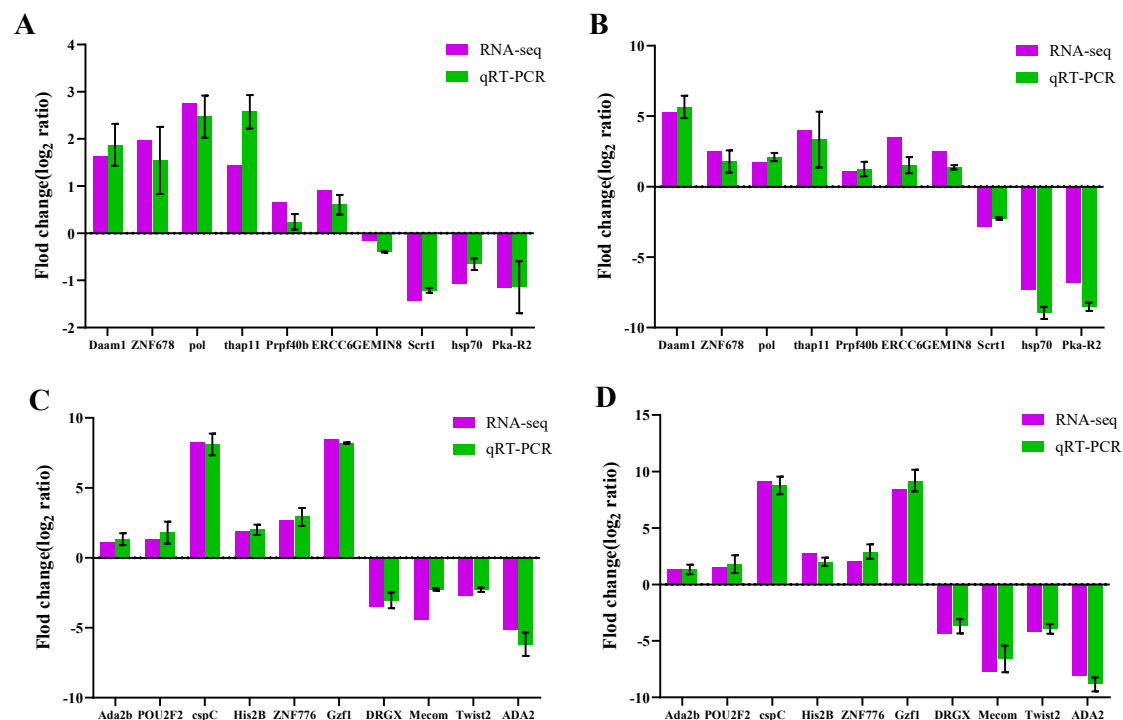 A
Flod change(log2 ratio)
4
3
2
1
0
-1
-2
RNA-seq
qRT-PCR
Daam1 ZNF678 pol thap11 Prpf40b ERCC6 GEMIN8 Scrt1 hsp70 Pka-R2
B
Flod change(log2 ratio)
10
5
0
-5
-10
RNA-seq
qRT-PCR
Daam1 ZNF678 pol thap11 Prpf40b ERCC6 GEMIN8 Scrt1 hsp70 Pka-R2
C
Flod change(log2 ratio)
10
5
0
-5
-10
RNA-seq
qRT-PCR
Ada2b POU2F2 cspC His2B ZNF776 Gzf1 DRGX Mecom Twist2 ADA2
D
Flod change(log2 ratio)
15
10
5
0
-5
-10
RNA-seq
qRT-PCR
Ada2b POU2F2 cspC His2B ZNF776 Gzf1 DRGX Mecom Twist2 ADA2